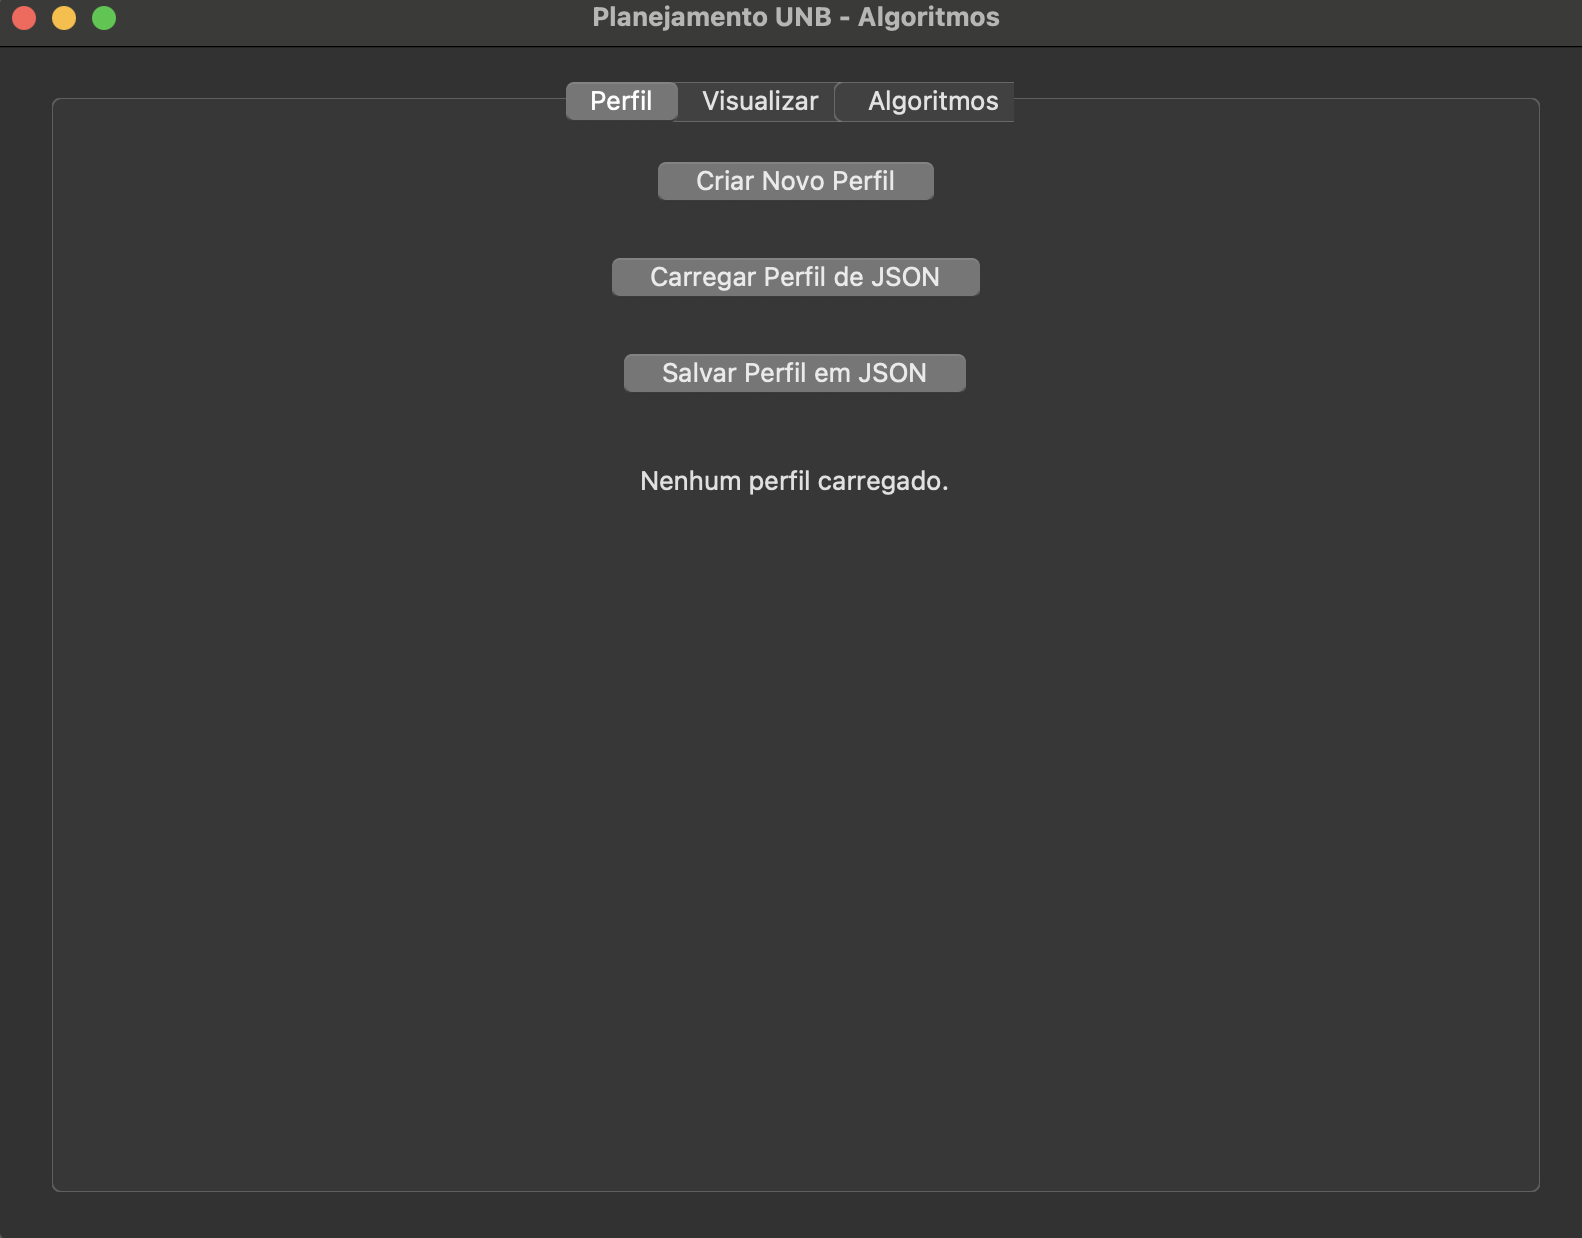 Planejamento UNB - Algoritmos
Perfil Visualizar Algoritmos
Criar Novo Perfil
Carregar Perfil de JSON
Salvar Perfil em JSON
Nenhum perfil carregado.